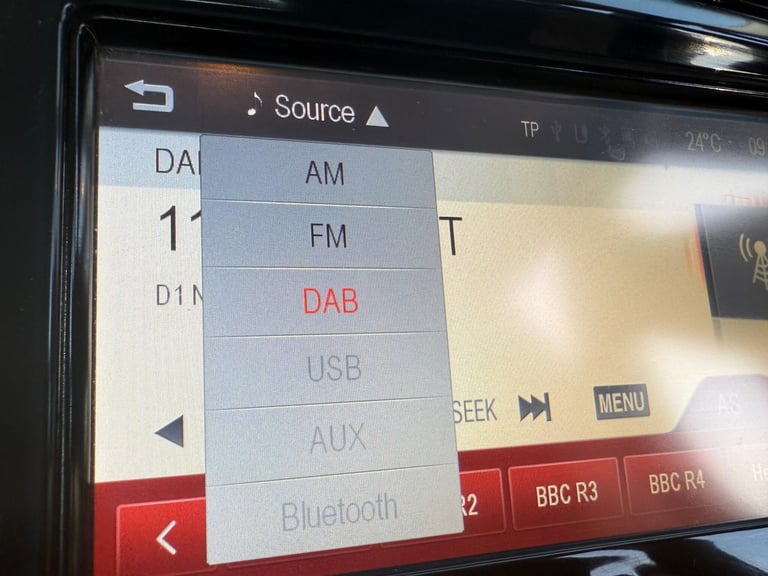 Source
TP 24°C 09
DA
AM
11
FM
T
DAB
D1 N
USB
SEEK
MENU
AUX
AS
R2
BBC R3
BBC R4
Bluetooth